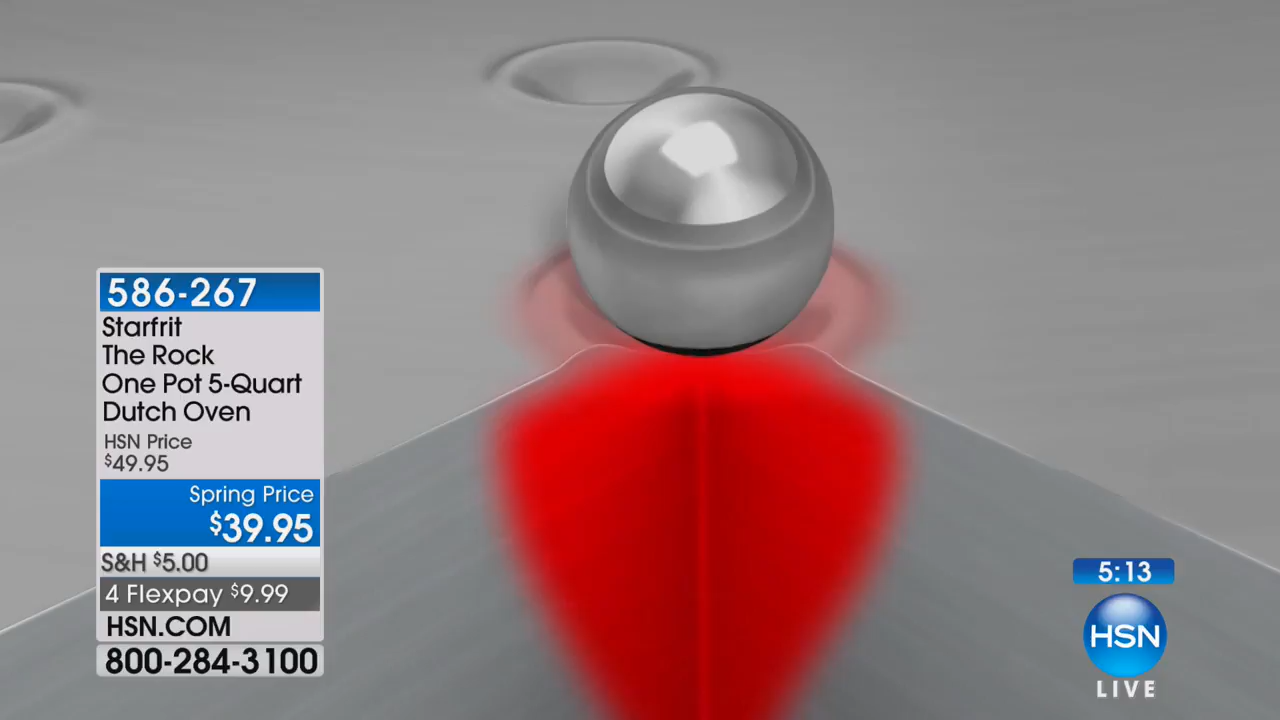 586-267
Starfrit
The Rock
One Pot 5-Quart
Dutch Oven
HSN Price
$49.95
Spring Price
$39.95
S&H $5.00
4 Flexpay $9.99
HSN.COM
800-284-3100
5:13
HSN
LIVE